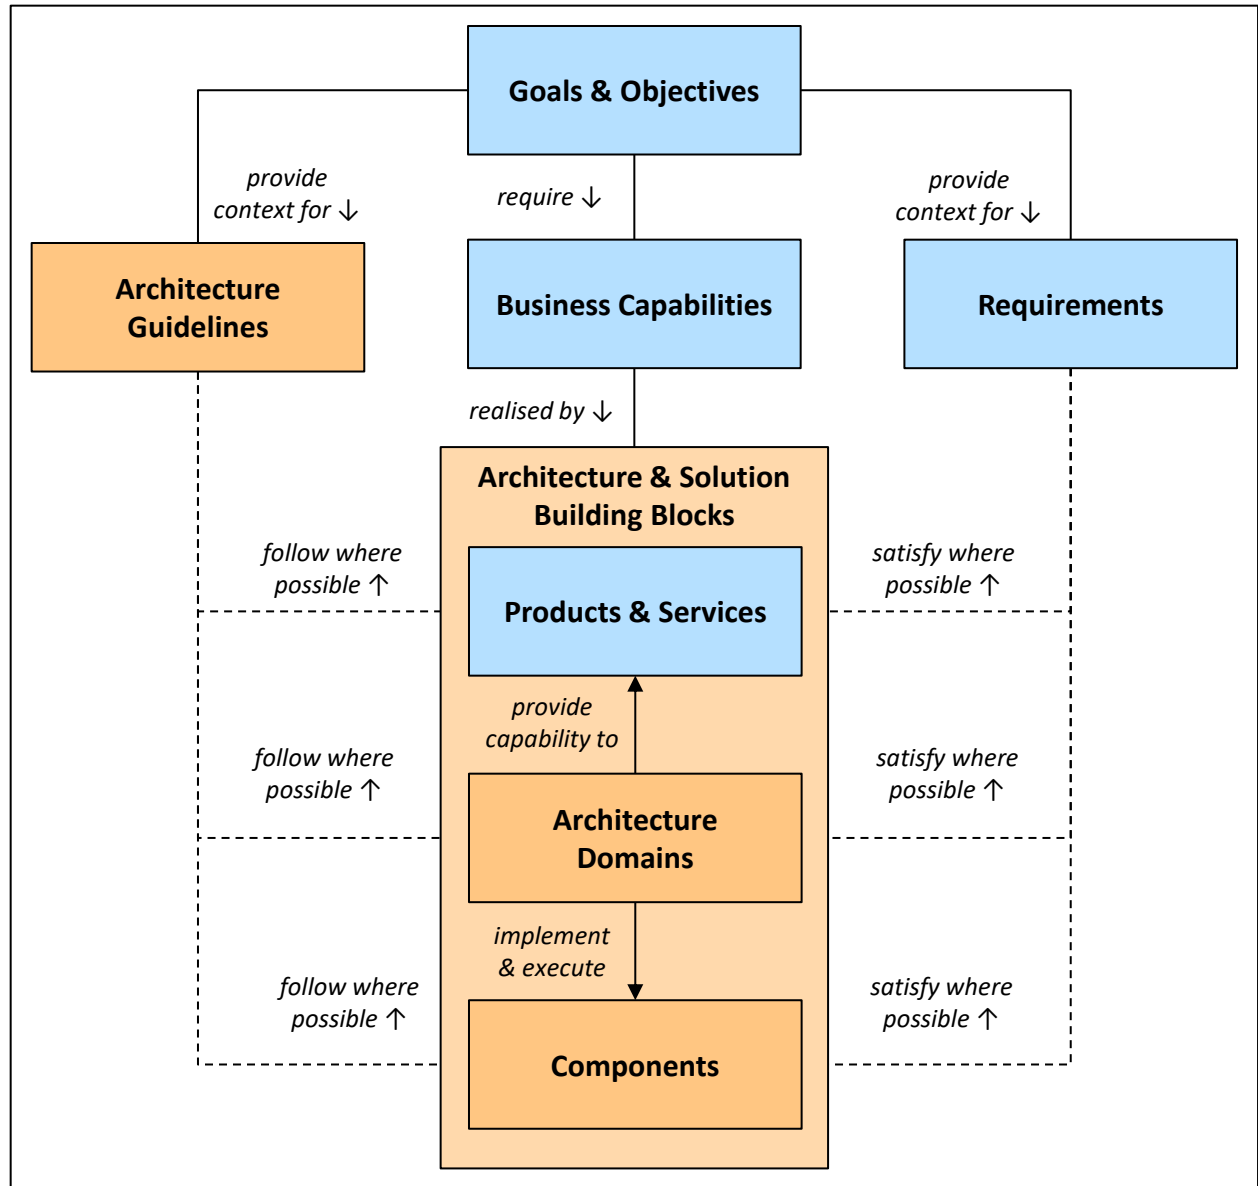 Goals & Objectives
provide
context for ↓
require ↓
provide
context for ↓
Architecture
Guidelines
Business Capabilities
Requirements
realised by ↓
Architecture & Solution
Building Blocks
follow where
possible ↑
Products & Services
satisfy where
possible ↑
provide
capability to
follow where
possible ↑
satisfy where
possible ↑
Architecture
Domains
implement
& execute
follow where
possible ↑
satisfy where
possible ↑
Components